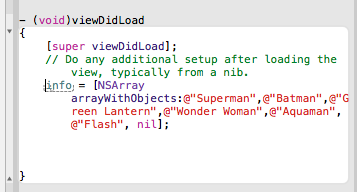 - (void)viewDidLoad
{
[super viewDidLoad];
// Do any additional setup after loading the
view, typically from a nib.
info = [NSArray
arrayWithObjects:@"Superman",@"Batman",@"G
reen Lantern",@"Wonder Woman",@"Aquaman",
@"Flash", nil];
}